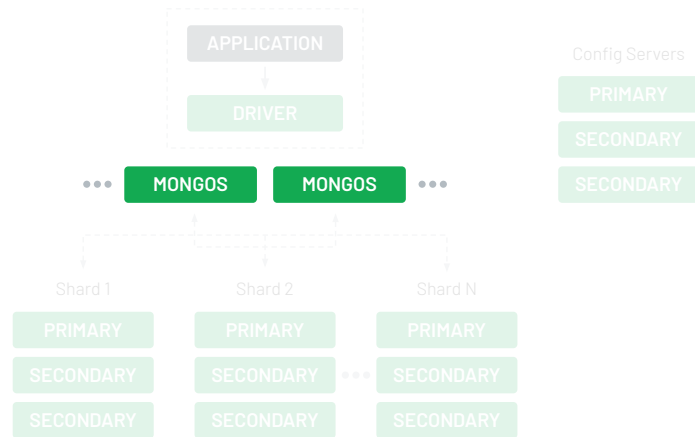 APPLICATION
Config Servers
PRIMARY
DRIVER
SECONDARY
MONGOS MONGOS
SECONDARY
Shard 1 Shard 2 Shard N
PRIMARY PRIMARY PRIMARY
SECONDARY SECONDARY SECONDARY
SECONDARY SECONDARY SECONDARY